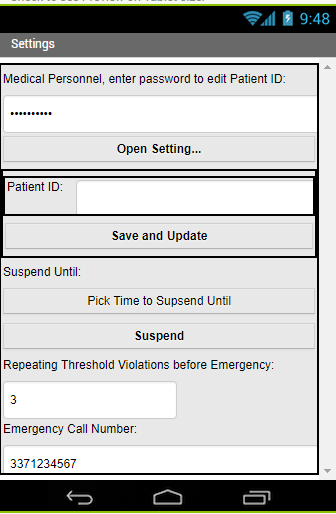 9:48
Settings
Medical Personnel, enter password to edit Patient ID:
••••••••••
Open Setting...
Patient ID:
Save and Update
Suspend Until:
Pick Time to Supsend Until
Suspend
Repeating Threshold Violations before Emergency:
3
Emergency Call Number:
3371234567